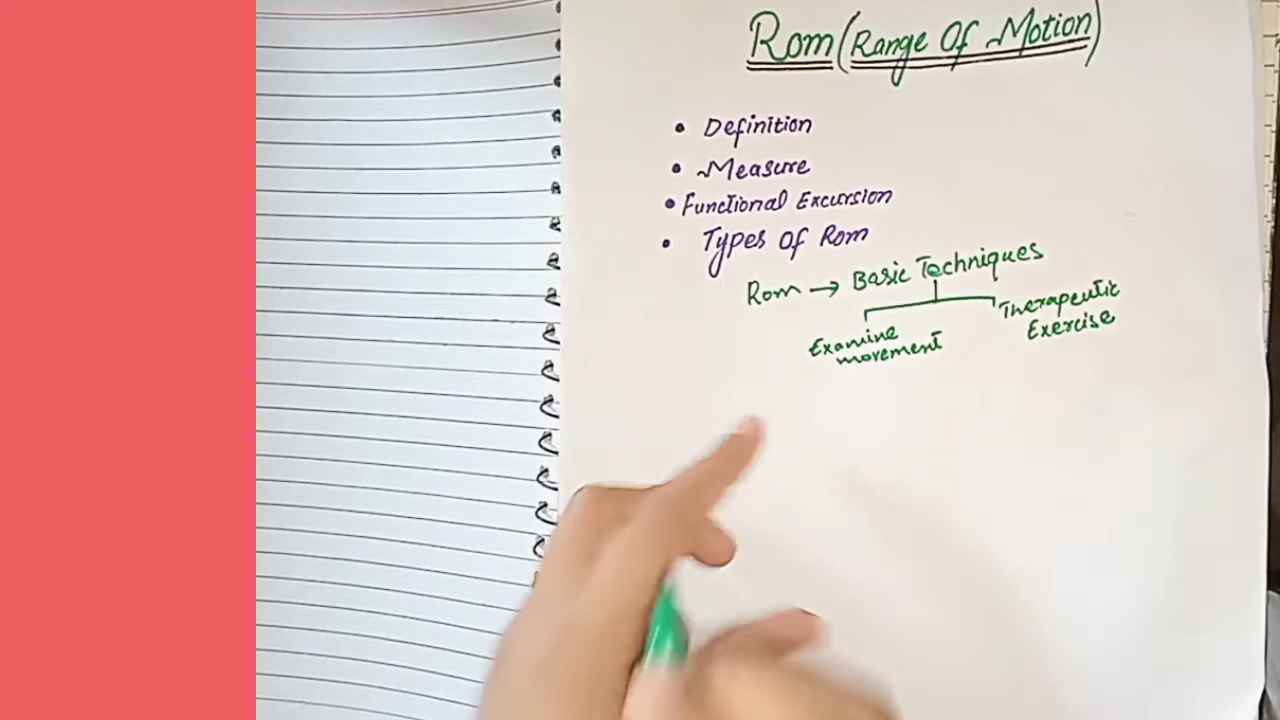 Rom (Range Of Motion)
• Definition
• Measure
• Functional Excursion
• Types Of Rom
Rom → Basic Techniques
Examine movement
Therapeutic Exercise